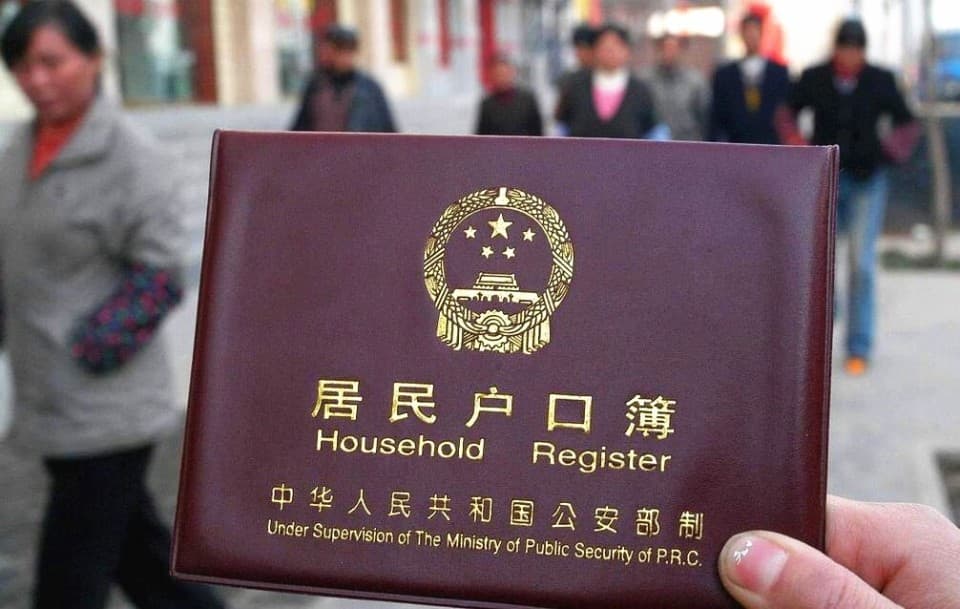 居民户口簿
Household Register
中华人民共和国公安部制
Under Supervision of The Ministry of Public Security of P.R.C.